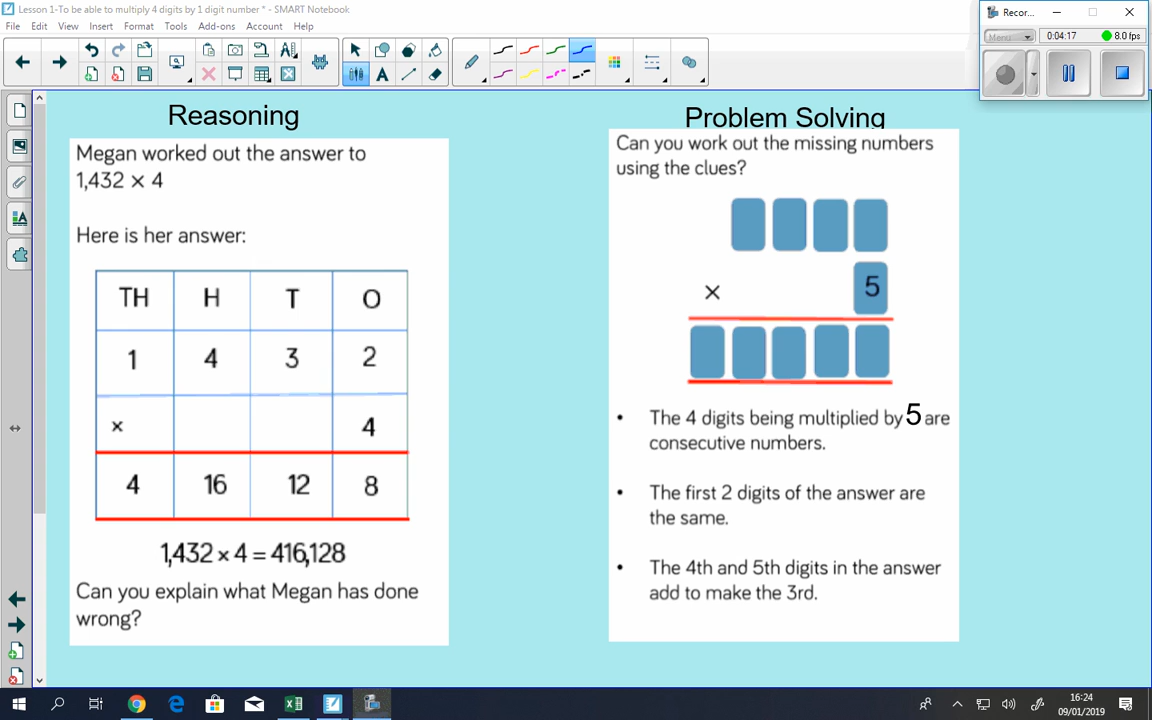 Lesson 1-To be able to multiply 4 digits by 1 digit number * - SMART Notebook
File Edit View Insert Format Tools Add-ons Account Help
Recor...
Menu 0:04:17 8.0 fps
Reasoning
Megan worked out the answer to
1,432 × 4
Here is her answer:
TH H T O
1 4 3 2
× 4
4 16 12 8
1,432 × 4 = 416,128
Can you explain what Megan has done
wrong?
Problem Solving
Can you work out the missing numbers
using the clues?
× 5
• The 4 digits being multiplied by 5 are
consecutive numbers.
• The first 2 digits of the answer are
the same.
• The 4th and 5th digits in the answer
add to make the 3rd.
16:24
09/01/2019